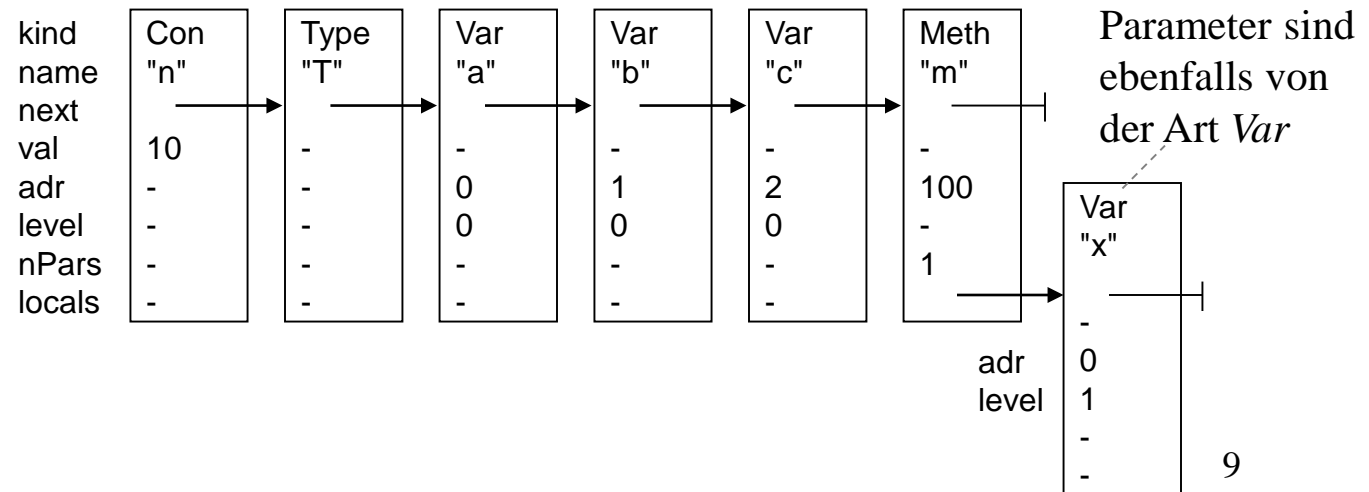 kind Con Type Var Var Var Meth
name "n" "T" "a" "b" "c" "m"
next
val 10 - - - - -
adr - - 0 1 2 100
level - - 0 0 0 -
nPars - - - - - 1
locals - - - - -
Parameter sind
ebenfalls von
der Art Var
Var
"x"
-
adr 0
level 1
-
-
9